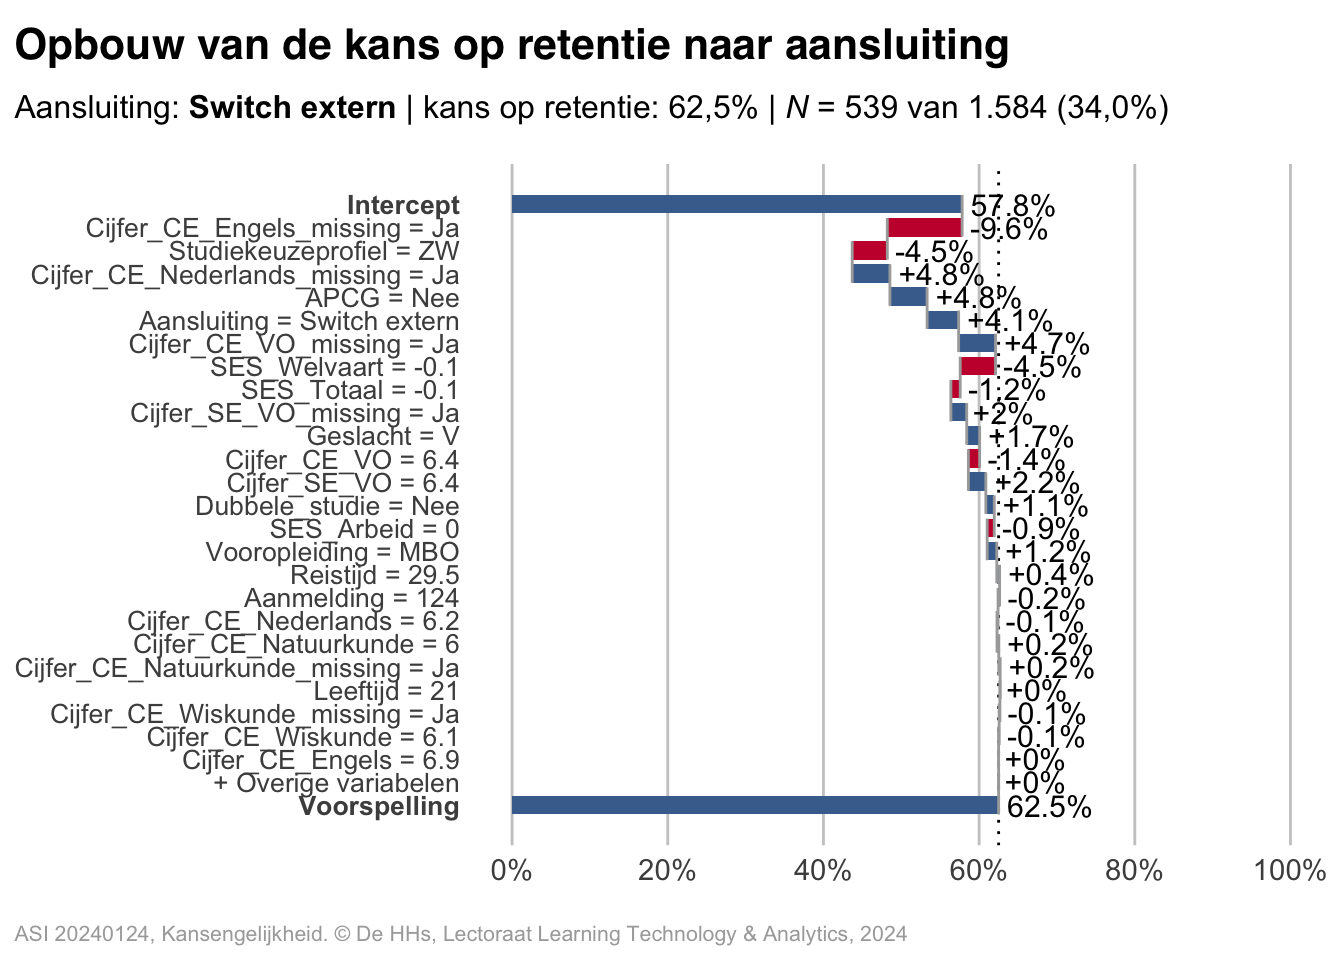 Opbouw van de kans op retentie naar aansluiting
Aansluiting: Switch extern | kans op retentie: 62,5% | N = 539 van 1.584 (34,0%)
Intercept 57.8%
Cijfer_CE_Engels_missing = Ja -9.6%
Studiekeuzeprofiel = ZW -4.5%
Cijfer_CE_Nederlands_missing = Ja +4.8%
APCG = Nee +4.8%
Aansluiting = Switch extern +4.1%
Cijfer_CE_VO_missing = Ja +4.7%
SES_Welvaart = -0.1 -4.5%
SES_Totaal = -0.1 -1.2%
Cijfer_SE_VO_missing = Ja +2%
Geslacht = V +1.7%
Cijfer_CE_VO = 6.4 -1.4%
Cijfer_SE_VO = 6.4 +2.2%
Dubbele_studie = Nee +1.1%
SES_Arbeid = 0 -0.9%
Vooropleiding = MBO +1.2%
Reistijd = 29.5 +0.4%
Aanmelding = 124 -0.2%
Cijfer_CE_Nederlands = 6.2 -0.1%
Cijfer_CE_Natuurkunde = 6 +0.2%
Cijfer_CE_Natuurkunde_missing = Ja +0.2%
Leeftijd = 21 +0%
Cijfer_CE_Wiskunde_missing = Ja -0.1%
Cijfer_CE_Wiskunde = 6.1 -0.1%
Cijfer_CE_Engels = 6.9 +0%
+ Overige variabelen +0%
Voorspelling 62.5%
0% 20% 40% 60% 80% 100%
ASI 20240124, Kansengelijkheid. © De HHs, Lectoraat Learning Technology & Analytics, 2024